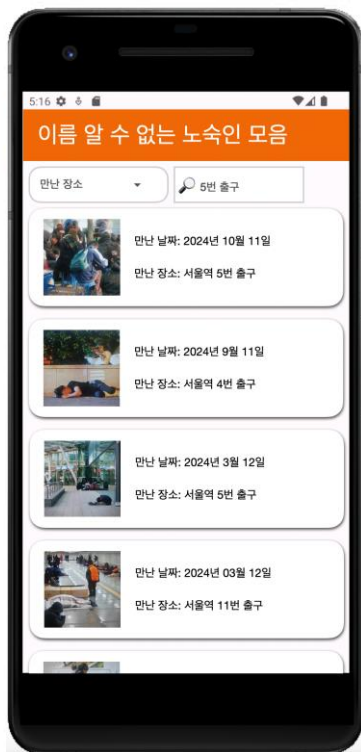 5:16
이름 알 수 없는 노숙인 모음
만난 장소
5번 출구
만난 날짜: 2024년 10월 11일
만난 장소: 서울역 5번 출구
만난 날짜: 2024년 9월 11일
만난 장소: 서울역 4번 출구
만난 날짜: 2024년 3월 12일
만난 장소: 서울역 5번 출구
만난 날짜: 2024년 03월 12일
만난 장소: 서울역 11번 출구